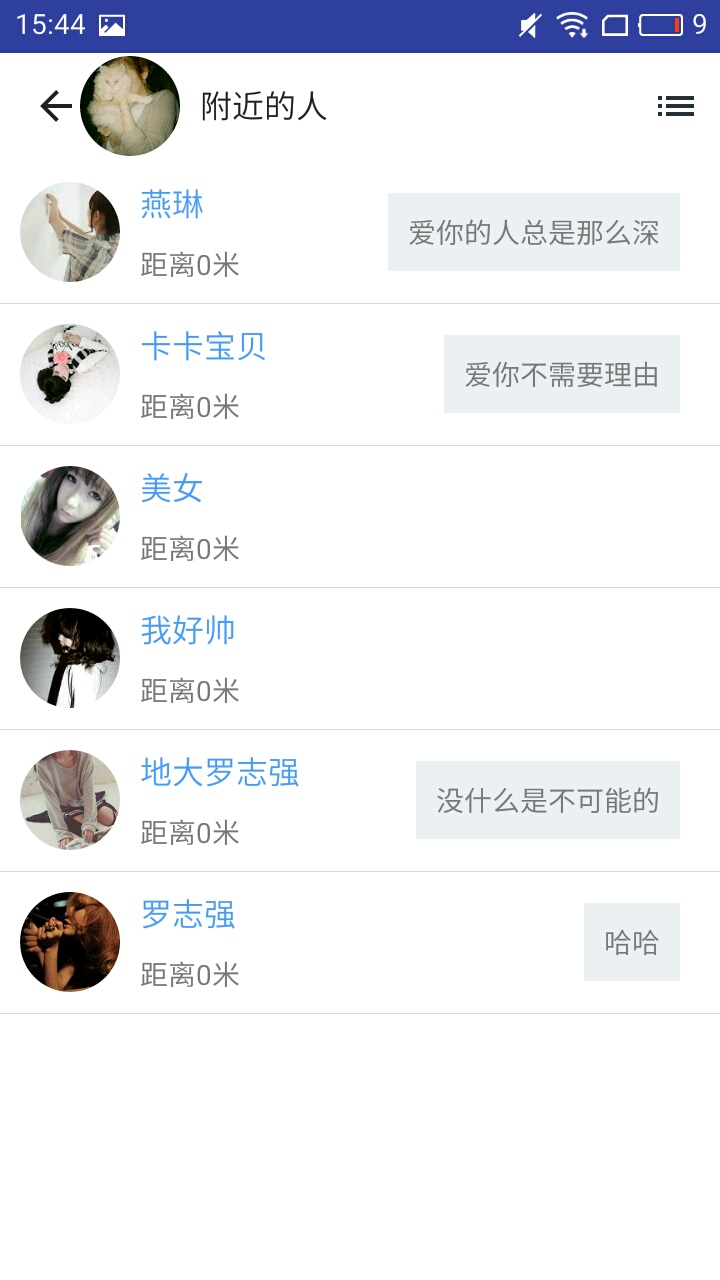 15:44 9
附近的人
燕琳
爱你的人总是那么深
距离0米
卡卡宝贝
爱你不需要理由
距离0米
美女
距离0米
我好帅
距离0米
地大罗志强
没什么是不可能的
距离0米
罗志强
哈哈
距离0米